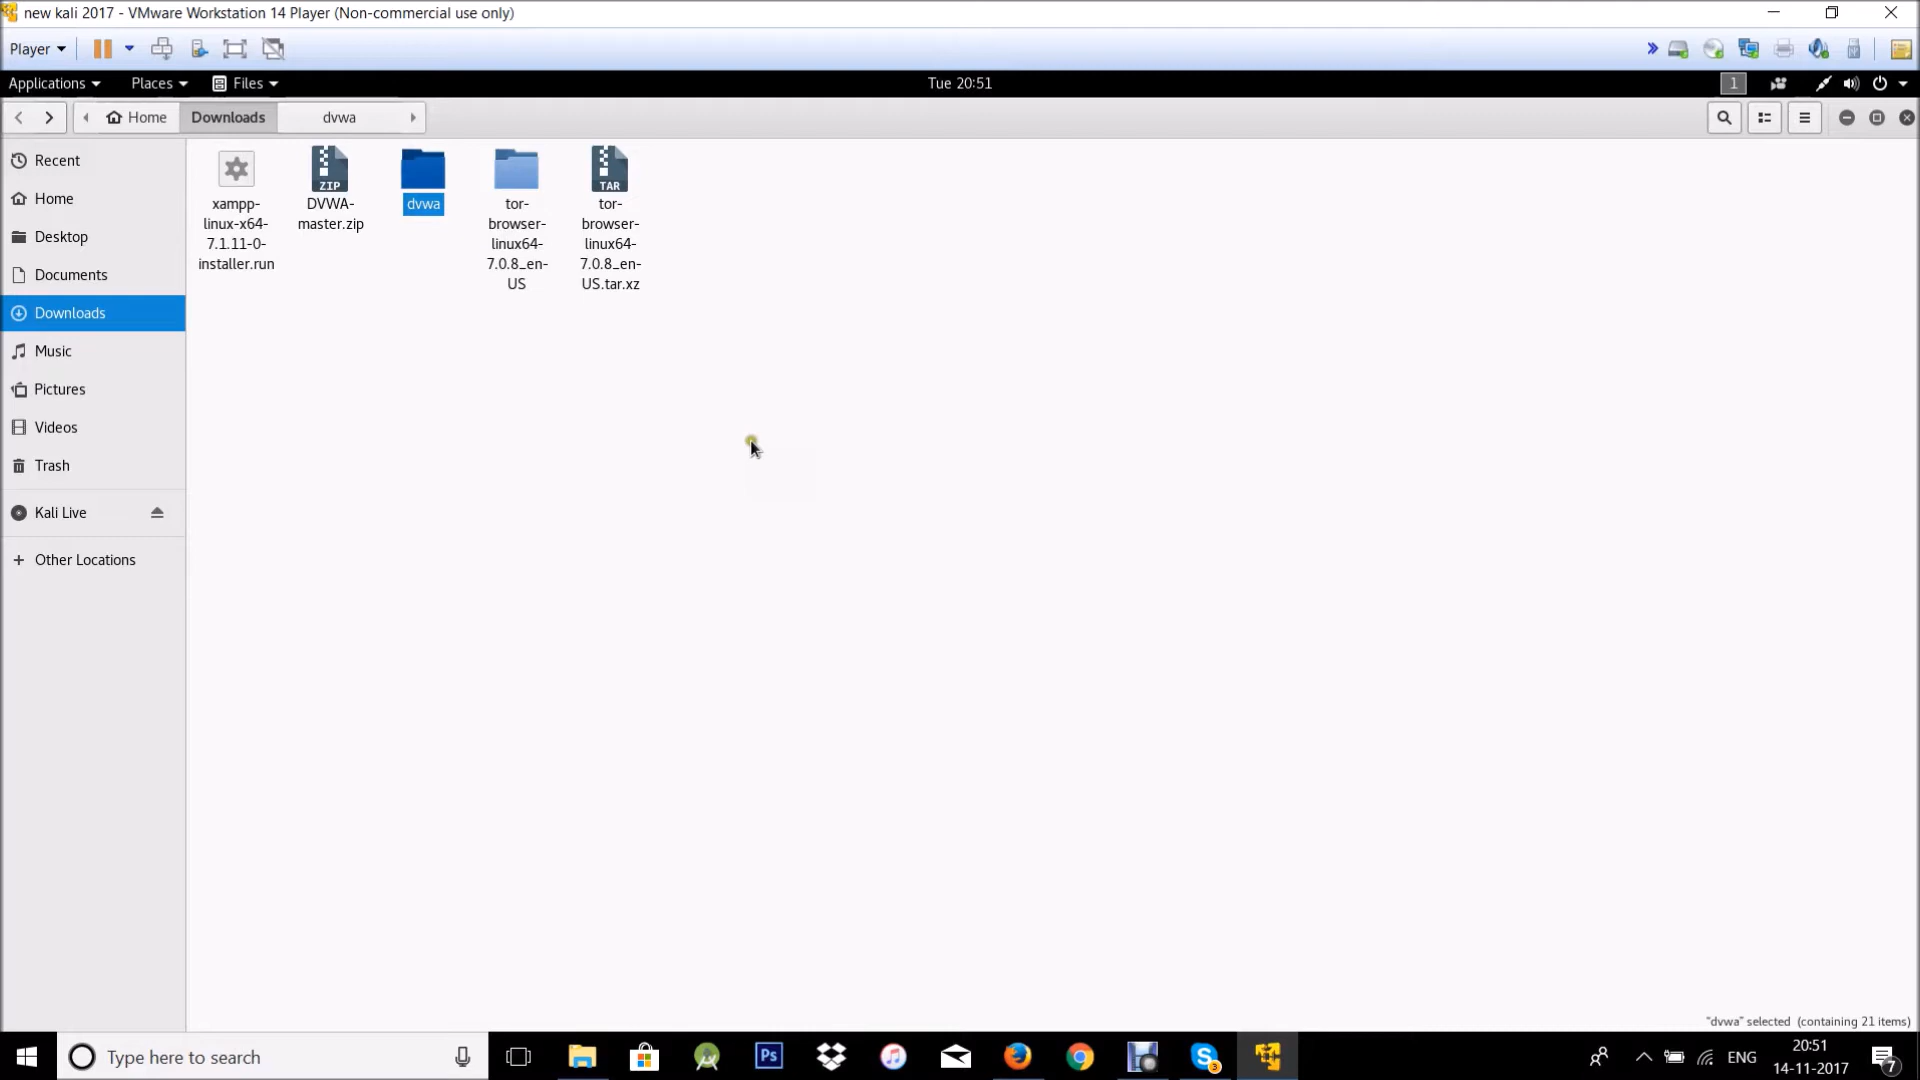 new kali 2017 - VMware Workstation 14 Player (Non-commercial use only)
Player
Applications Places Files Tue 20:51 1
Home Downloads dvwa
Recent
Home
Desktop
Documents
Downloads
Music
Pictures
Videos
Trash
Kali Live
Other Locations
xampp-
linux-x64-
7.1.11-0-
installer.run
ZIP
DVWA-
master.zip
dvwa
tor-
browser-
linux64-
7.0.8_en-
US
TAR
tor-
browser-
linux64-
7.0.8_en-
US.tar.xz
"dvwa" selected (containing 21 items)
Type here to search
Ps
3
ENG
20:51
14-11-2017
7